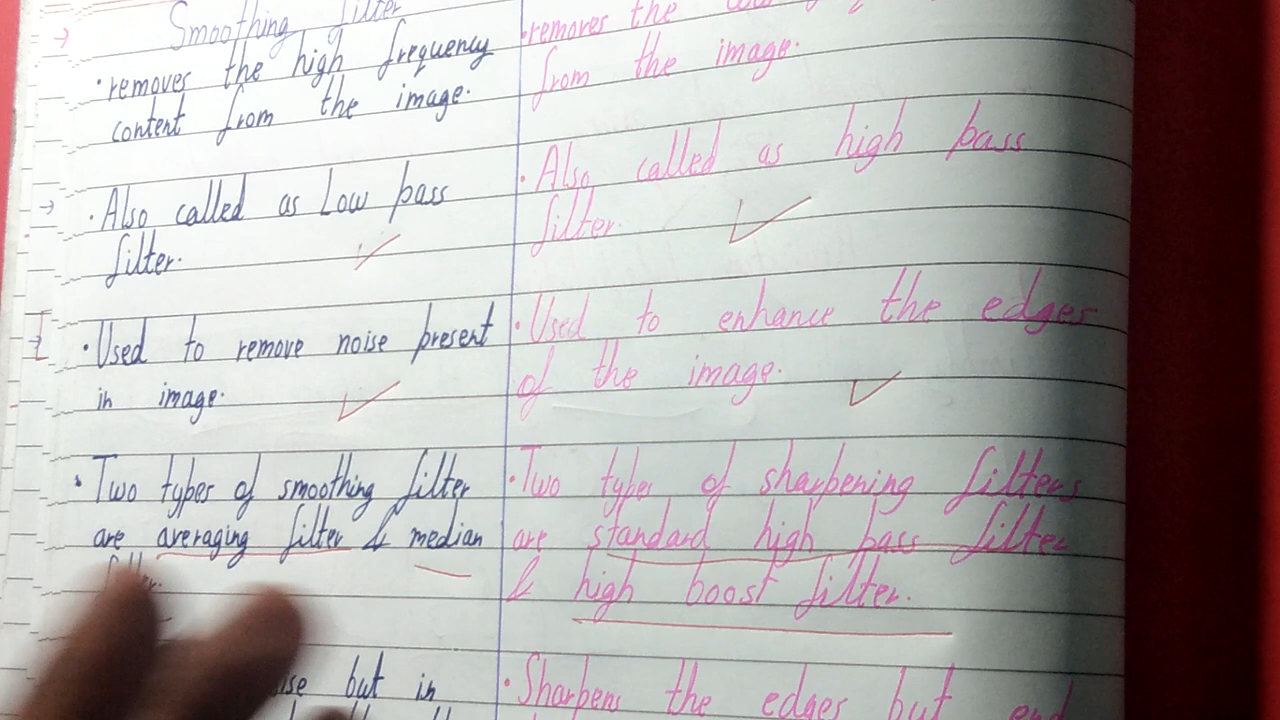 Smoothing filter
• removes the high frequency
content from the image.
• Also called as Low pass
filter.
• Used to remove noise present
in image.
• Two types of smoothing filter
are averaging filter & median
but in
• removes the
from the image.
• Also called as high pass
filter.
• Used to enhance the edges
of the image.
• Two types of sharpening filters
are standard high pass filter
& high boost filter.
• Sharpens the edges but end